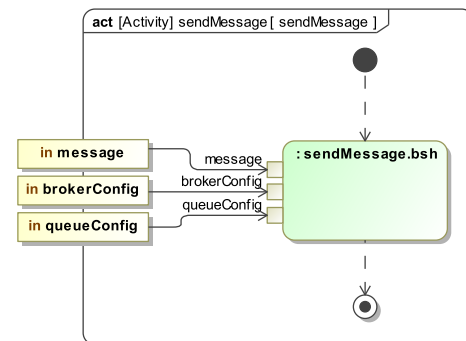 act [Activity] sendMessage [ sendMessage ]
in message
in brokerConfig
in queueConfig
message
brokerConfig
queueConfig
: sendMessage.bsh